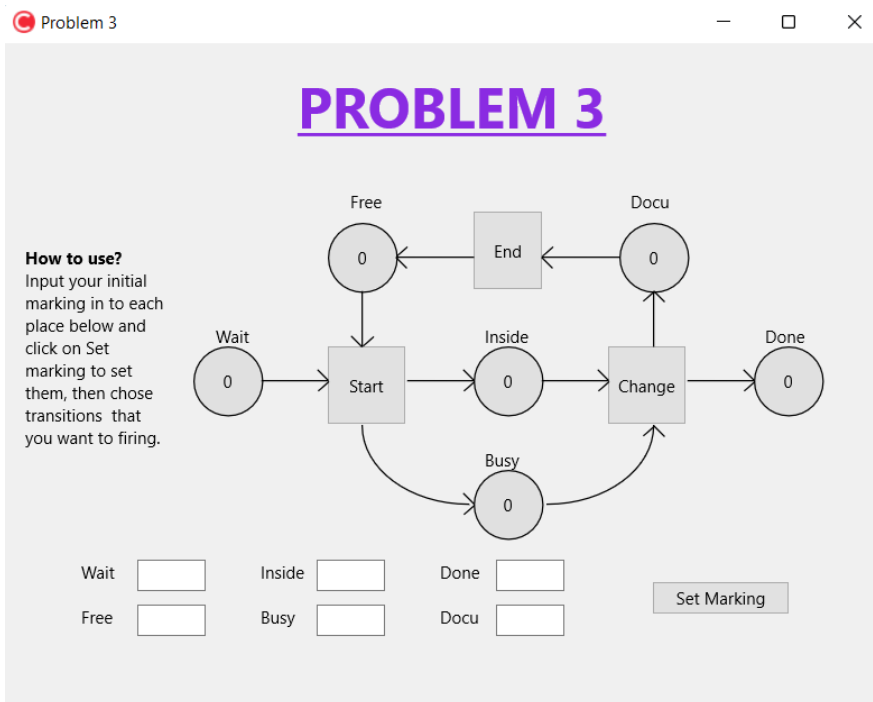 Problem 3
PROBLEM 3
How to use?
Input your initial
marking in to each
place below and
click on Set
marking to set
them, then chose
transitions that
you want to firing.
Free
0
End
Docu
0
Wait
0
Start
Inside
0
Change
Done
0
Busy
0
Wait
Inside
Done
Free
Busy
Docu
Set Marking